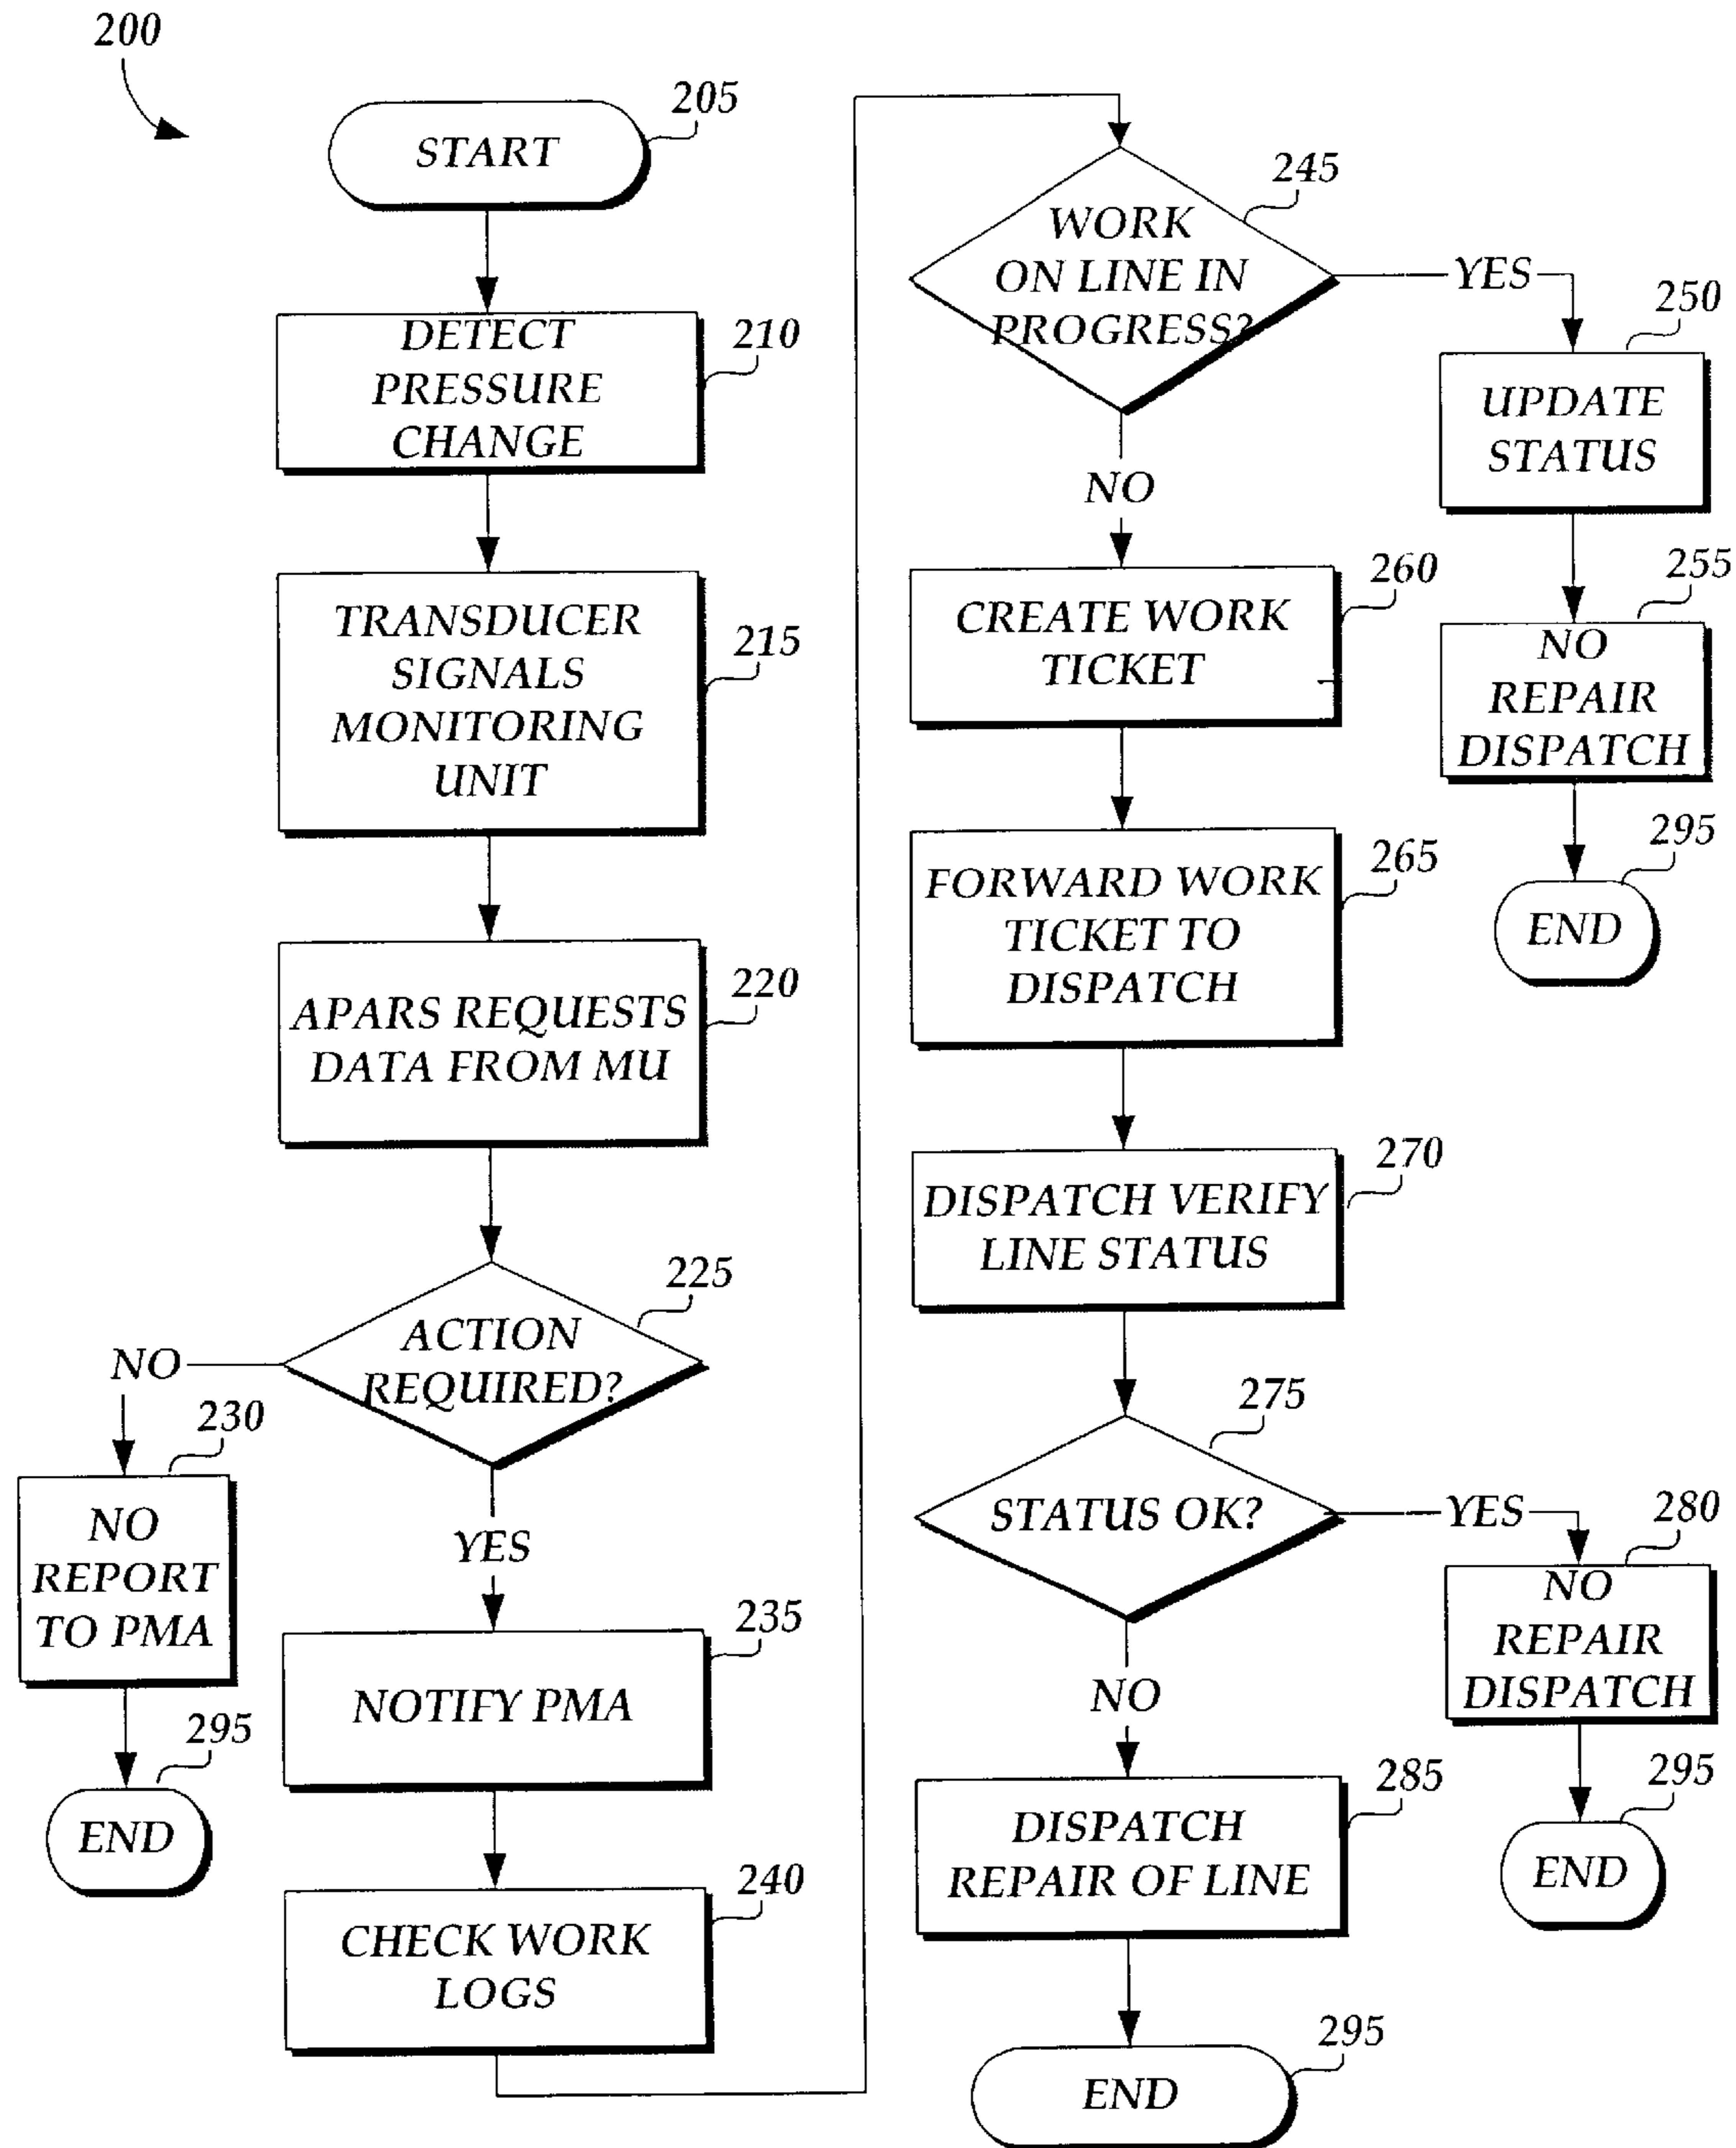 200
START
205
DETECT
PRESSURE
CHANGE
210
TRANSDUCER
SIGNALS
MONITORING
UNIT
215
APARS REQUESTS
DATA FROM MU
220
ACTION
REQUIRED?
225
NO
230
NO
REPORT
TO PMA
295
END
YES
235
NOTIFY PMA
240
CHECK WORK
LOGS
245
WORK
ON LINE IN
PROGRESS?
YES
250
UPDATE
STATUS
255
NO
REPAIR
DISPATCH
295
END
NO
260
CREATE WORK
TICKET
265
FORWARD WORK
TICKET TO
DISPATCH
270
DISPATCH VERIFY
LINE STATUS
275
STATUS OK?
YES
280
NO
REPAIR
DISPATCH
295
END
NO
285
DISPATCH
REPAIR OF LINE
295
END